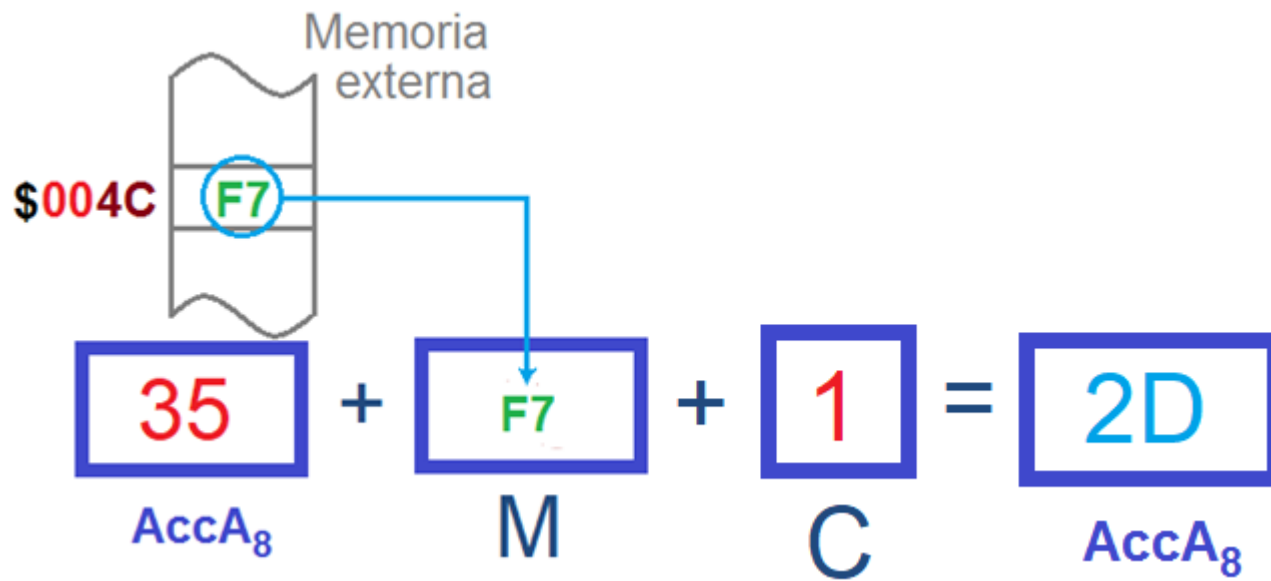 Memoria
externa
$004C F7
35 + F7 + 1 = 2D
AccA8 M C AccA8